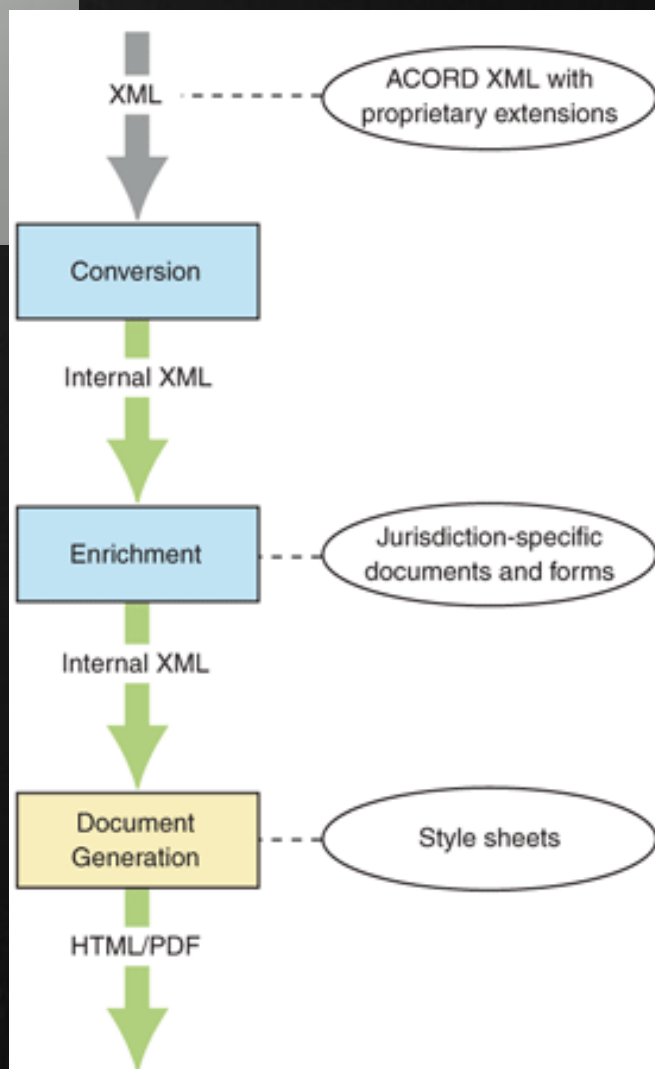 XML
ACORD XML with
proprietary extensions
Conversion
Internal XML
Enrichment
Jurisdiction-specific
documents and forms
Internal XML
Document
Generation
Style sheets
HTML/PDF